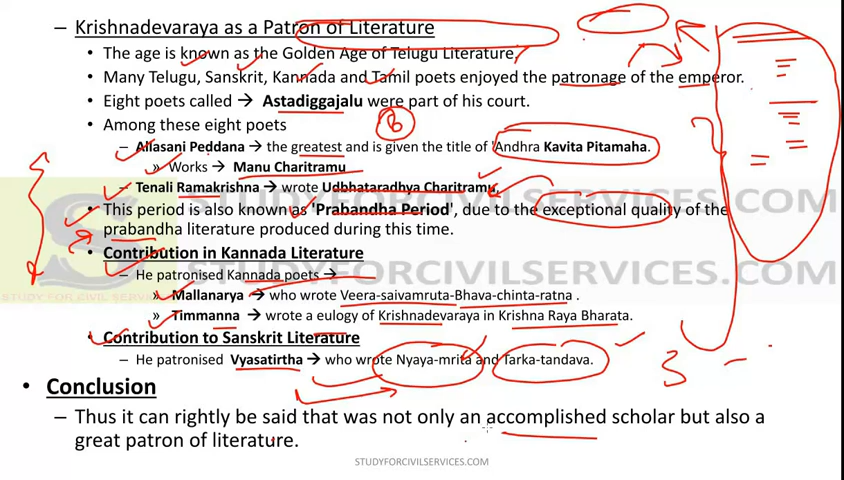 – Krishnadevaraya as a Patron of Literature
• The age is known as the Golden Age of Telugu Literature,
• Many Telugu, Sanskrit, Kannada and Tamil poets enjoyed the patronage of the emperor.
• Eight poets called → Astadiggajalu were part of his court.
• Among these eight poets
– Allasani Peddana → the greatest and is given the title of 'Andhra Kavita Pitamaha.
» Works → Manu Charitramu
– Tenali Ramakrishna → wrote Udbhataradhya Charitramu,
• This period is also known as 'Prabandha Period', due to the exceptional quality of the
prabandha literature produced during this time.
• Contribution in Kannada Literature
– He patronised Kannada poets →
» Mallanarya → who wrote Veera-saivamruta-Bhava-chinta-ratna .
» Timmanna → wrote a eulogy of Krishnadevaraya in Krishna Raya Bharata.
• Contribution to Sanskrit Literature
– He patronised Vyasatirtha → who wrote Nyaya-mrita and tarka-tandava.
• Conclusion
– Thus it can rightly be said that was not only an accomplished scholar but also a
great patron of literature.
STUDYFORCIVILSERVICES.COM